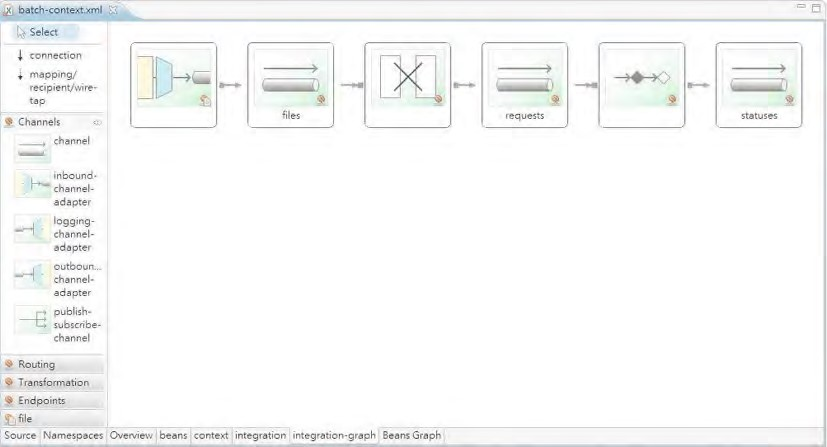 batch-context.xml
Select
connection
mapping/
recipient/wire-
tap
Channels
channel
inbound-
channel-
adapter
logging-
channel-
adapter
outboun...
channel-
adapter
publish-
subscribe-
channel
Routing
Transformation
Endpoints
file
files
requests
statuses
Source Namespaces Overview beans context integration integration-graph Beans Graph